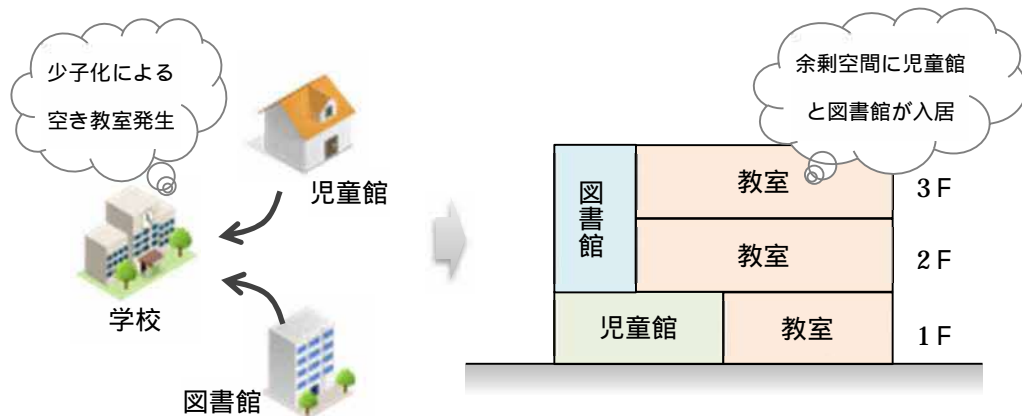 少子化による
空き教室発生
児童館
学校
図書館
余剰空間に児童館
と図書館が入居
図書館
教室
3F
教室
2F
児童館
教室
1F